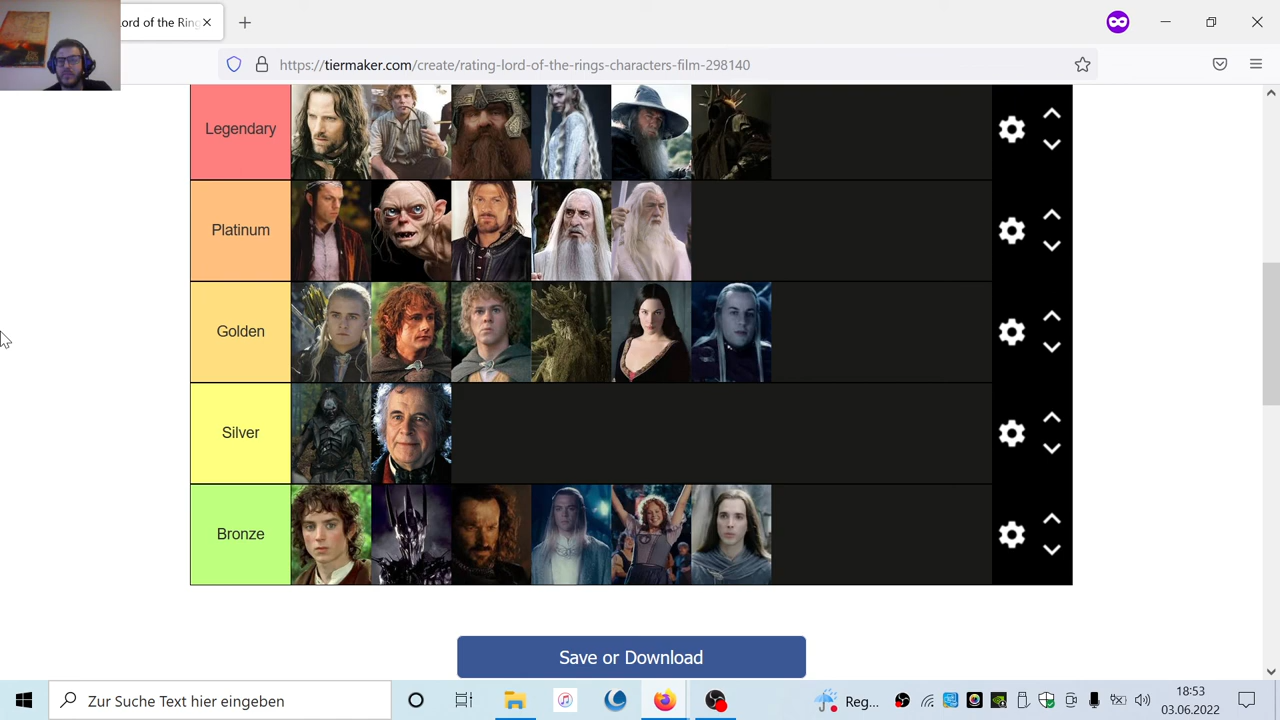 ord of the Ring
https://tiermaker.com/create/rating-lord-of-the-rings-characters-film-298140
Legendary
Platinum
Golden
Silver
Bronze
Save or Download
Zur Suche Text hier eingeben
Reg...
18:53
03.06.2022